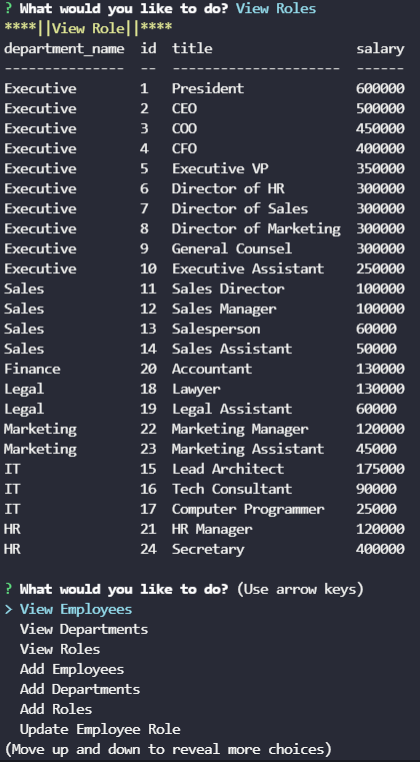 ? What would you like to do? View Roles
****||View Role||****
department_name  id  title                 salary
---------------  --  --------------------  ------
Executive        1   President             600000
Executive        2   CEO                   500000
Executive        3   COO                   450000
Executive        4   CFO                   400000
Executive        5   Executive VP          350000
Executive        6   Director of HR        300000
Executive        7   Director of Sales     300000
Executive        8   Director of Marketing  300000
Executive        9   General Counsel       300000
Executive        10  Executive Assistant   250000
Sales            11  Sales Director        100000
Sales            12  Sales Manager         100000
Sales            13  Salesperson           60000
Sales            14  Sales Assistant       50000
Finance          20  Accountant            130000
Legal            18  Lawyer                130000
Legal            19  Legal Assistant       60000
Marketing        22  Marketing Manager     120000
Marketing        23  Marketing Assistant   45000
IT               15  Lead Architect        175000
IT               16  Tech Consultant       90000
IT               17  Computer Programmer   25000
HR               21  HR Manager            120000
HR               24  Secretary             400000
? What would you like to do? (Use arrow keys)
> View Employees
  View Departments
  View Roles
  Add Employees
  Add Departments
  Add Roles
  Update Employee Role
(Move up and down to reveal more choices)